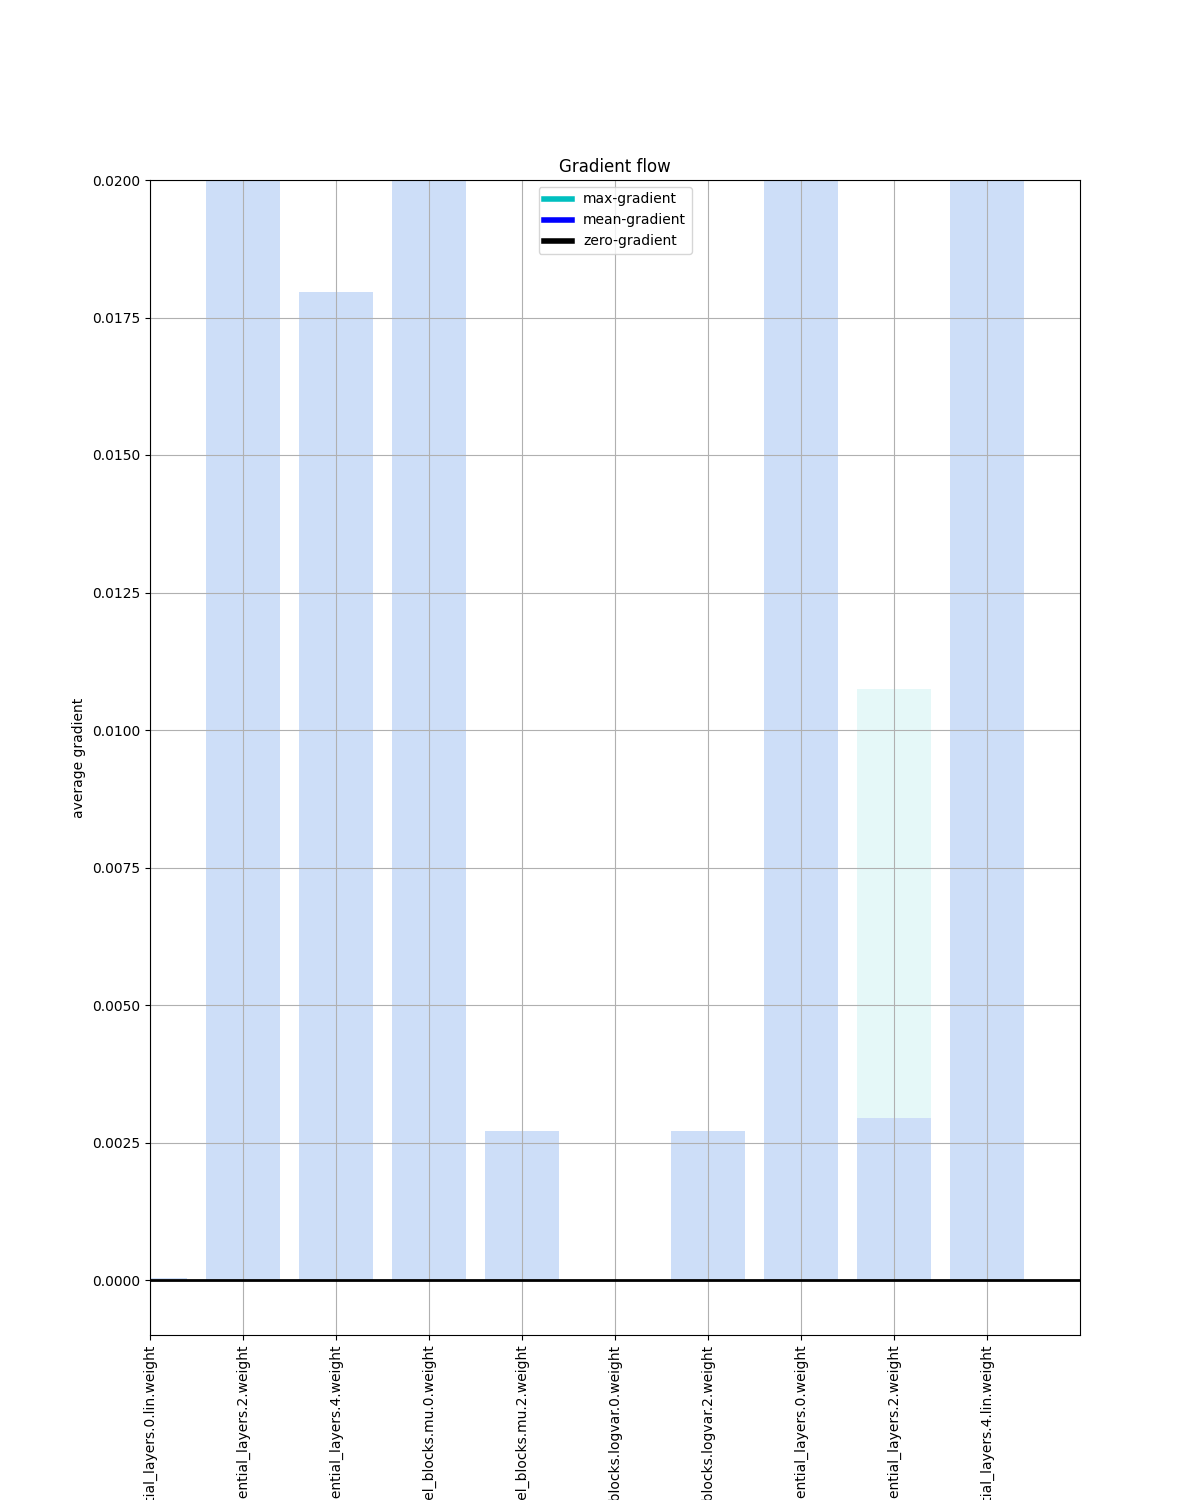 Gradient flow
max-gradient
mean-gradient
zero-gradient
average gradient
0.0200
0.0175
0.0150
0.0125
0.0100
0.0075
0.0050
0.0025
0.0000
tial_layers.0.lin.weight
ential_layers.2.weight
ential_layers.4.weight
el_blocks.mu.0.weight
el_blocks.mu.2.weight
blocks.logvar.0.weight
blocks.logvar.2.weight
ential_layers.0.weight
ential_layers.2.weight
tial_layers.4.lin.weight